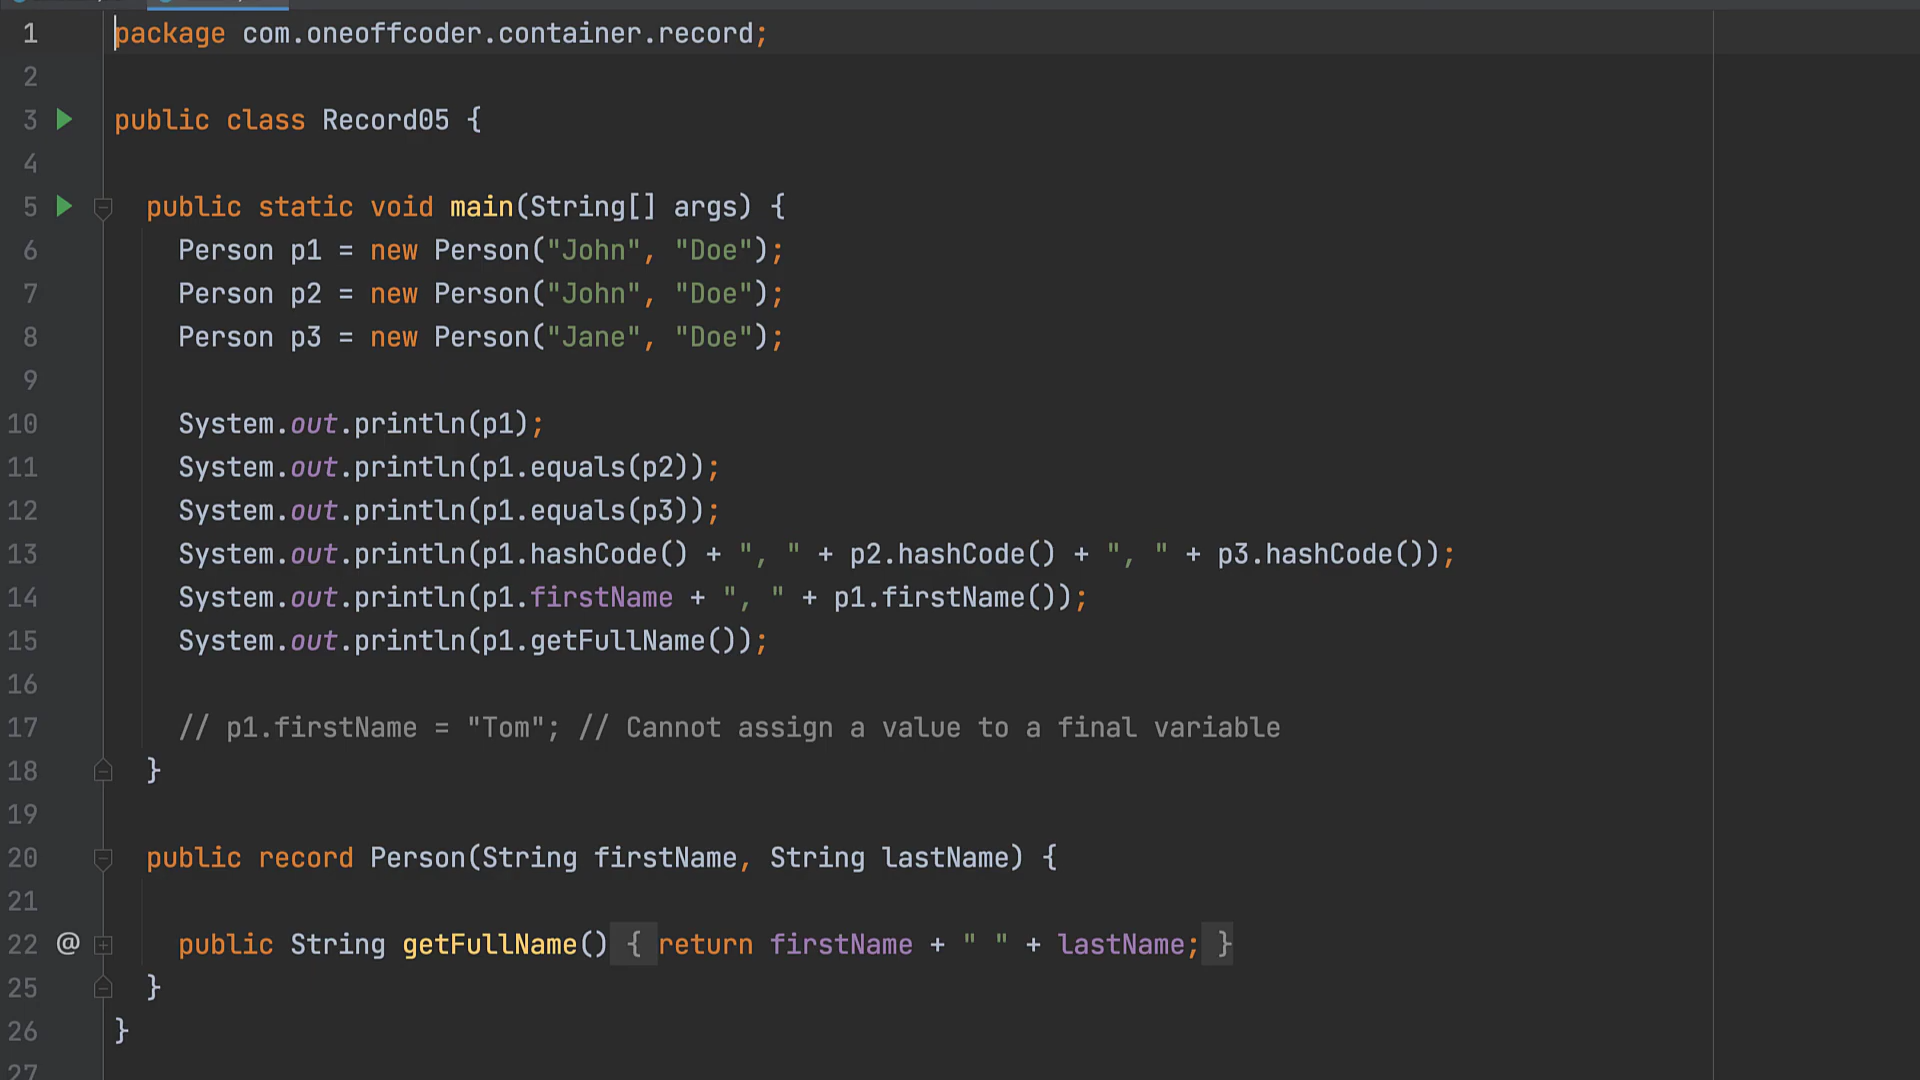 1 package com.oneoffcoder.container.record;
2
3 public class Record05 {
4
5 public static void main(String[] args) {
6 Person p1 = new Person("John", "Doe");
7 Person p2 = new Person("John", "Doe");
8 Person p3 = new Person("Jane", "Doe");
9
10 System.out.println(p1);
11 System.out.println(p1.equals(p2));
12 System.out.println(p1.equals(p3));
13 System.out.println(p1.hashCode() + ", " + p2.hashCode() + ", " + p3.hashCode());
14 System.out.println(p1.firstName + ", " + p1.firstName());
15 System.out.println(p1.getFullName());
16
17 // p1.firstName = "Tom"; // Cannot assign a value to a final variable
18 }
19
20 public record Person(String firstName, String lastName) {
21
22 @ public String getFullName() { return firstName + " " + lastName; }
25 }
26 }
27